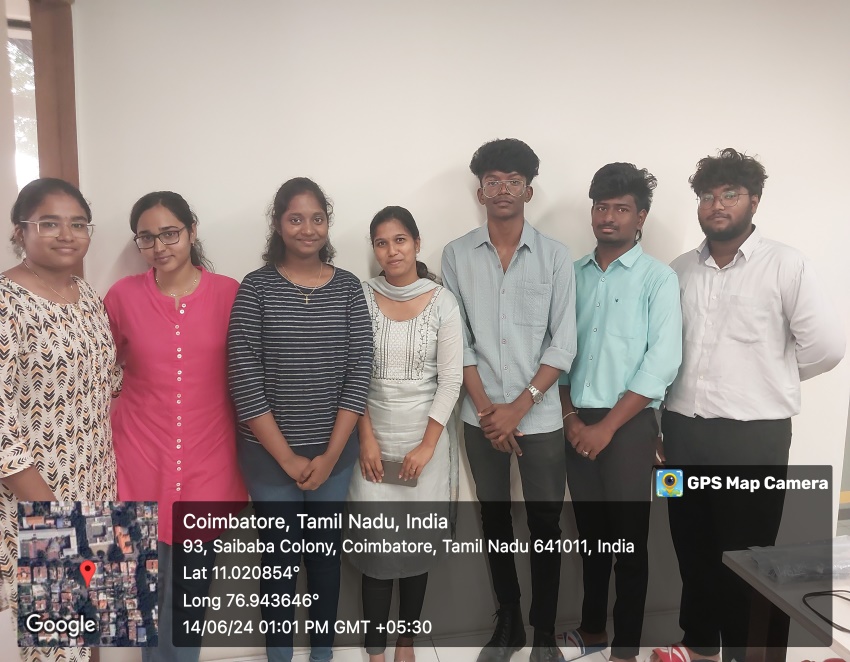 GPS Map Camera
Coimbatore, Tamil Nadu, India
93, Saibaba Colony, Coimbatore, Tamil Nadu 641011, India
Lat 11.020854°
Long 76.943646°
14/06/24 01:01 PM GMT +05:30
Google